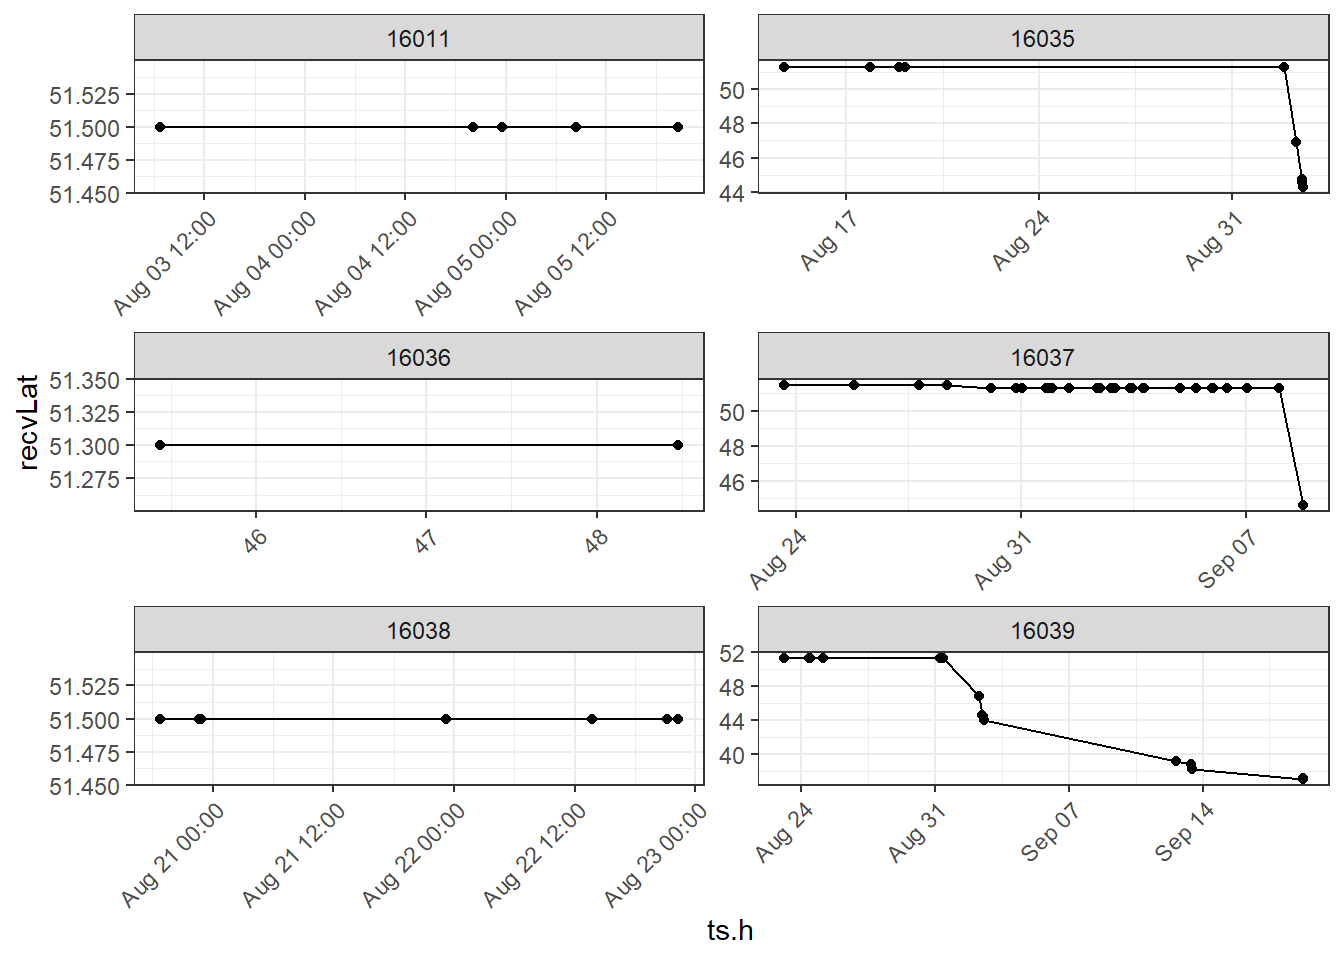 16011
51.525
51.500
51.475
51.450
Aug 03 12:00
Aug 04 00:00
Aug 04 12:00
Aug 05 00:00
Aug 05 12:00
16035
50
48
46
44
Aug 17
Aug 24
Aug 31
recvLat
16036
51.350
51.325
51.300
51.275
46
47
48
16037
50
48
46
Aug 24
Aug 31
Sep 07
16038
51.525
51.500
51.475
51.450
Aug 21 00:00
Aug 21 12:00
Aug 22 00:00
Aug 22 12:00
Aug 23 00:00
16039
52
48
44
40
Aug 24
Aug 31
Sep 07
Sep 14
ts.h